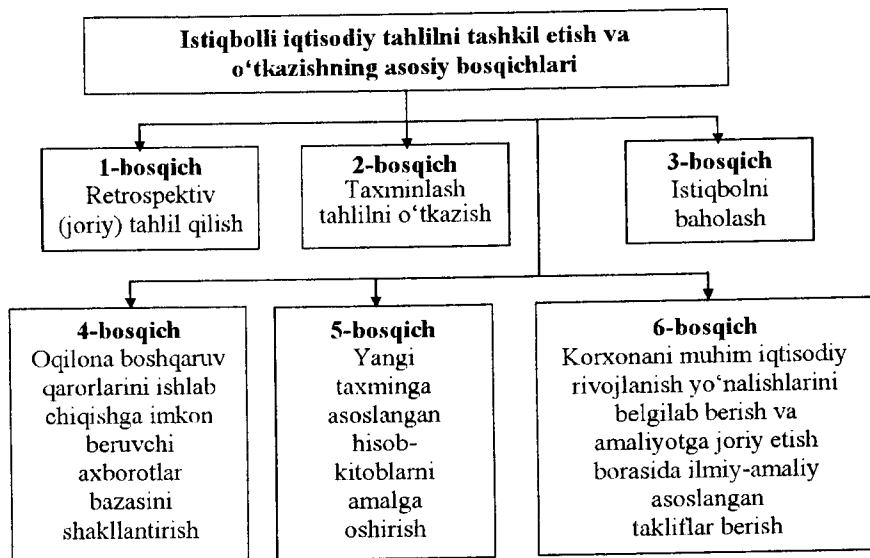 Istiqbolli iqtisodiy tahlilni tashkil etish va
o‘tkazishning asosiy bosqichlari
1-bosqich
Retrospektiv
(joriy) tahlil qilish
2-bosqich
Taxminlash
tahlilni o‘tkazish
3-bosqich
Istiqbolni
baholash
4-bosqich
Oqilona boshqaruv
qarorlarini ishlab
chiqishga imkon
beruvchi
axborotlar
bazasini
shakllantirish
5-bosqich
Yangi
taxminga
asoslangan
hisob-
kitoblarni
amalga
oshirish
6-bosqich
Korxonani muhim iqtisodiy
rivojlanish yo‘nalishlarini
belgilab berish va
amaliyotga joriy etish
borasida ilmiy-amaliy
asoslangan
takliflar berish